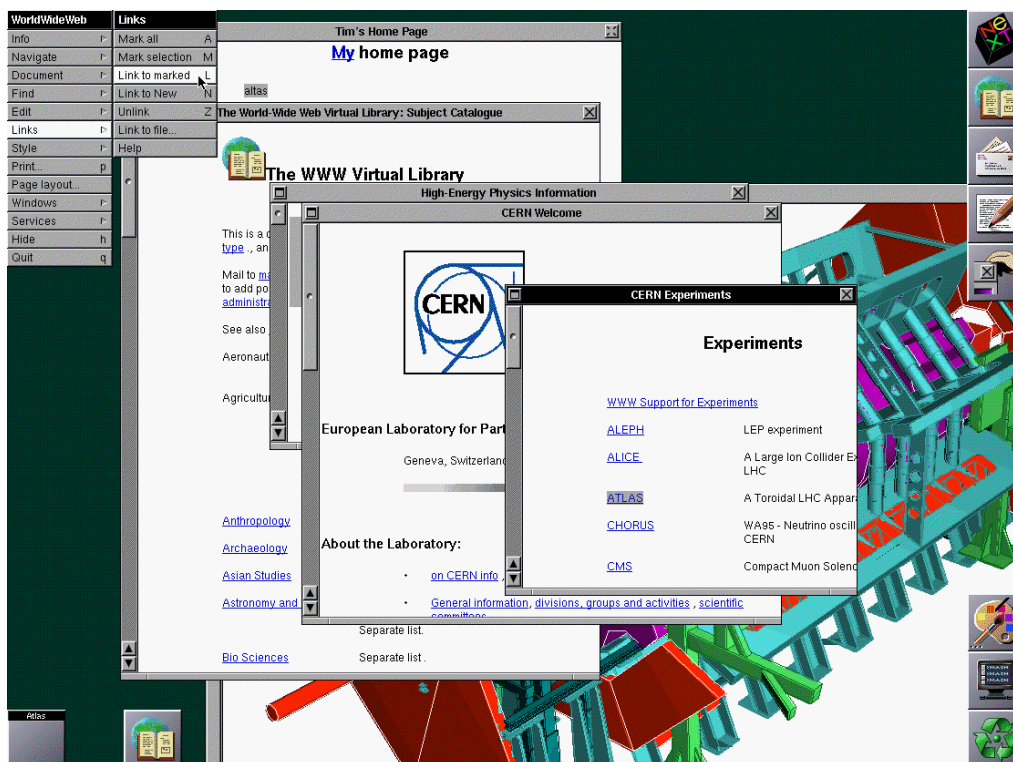 WorldWideWeb
Info
Navigate
Document
Find
Edit
Links
Style
Print... p
Page layout...
Windows
Services
Hide h
Quit q
Links
Mark all A
Mark selection M
Link to marked L
Link to New N
Unlink Z
Link to file...
Help
Tim's Home Page
My home page
altas
The World-Wide Web Virtual Library: Subject Catalogue
The WWW Virtual Library
This is a
type ., an
Mail to
to add po
administra
See also
Aeronaut
Agricultu
Anthropology
Archaeology
Asian Studies
Astronomy and
Separate list.
Bio Sciences Separate list .
High-Energy Physics Information
CERN Welcome
CERN
European Laboratory for Part
Geneva, Switzerland
About the Laboratory:
• on CERN info ,
• General information, divisions, groups and activities , scientific
committees
CERN Experiments
Experiments
WWW Support for Experiments
ALEPH LEP experiment
ALICE A Large Ion Collider Ex
LHC
ATLAS A Toroidal LHC Appara
CHORUS WA95 - Neutrino oscill
CERN
CMS Compact Muon Soleno
NeXT
Atlas